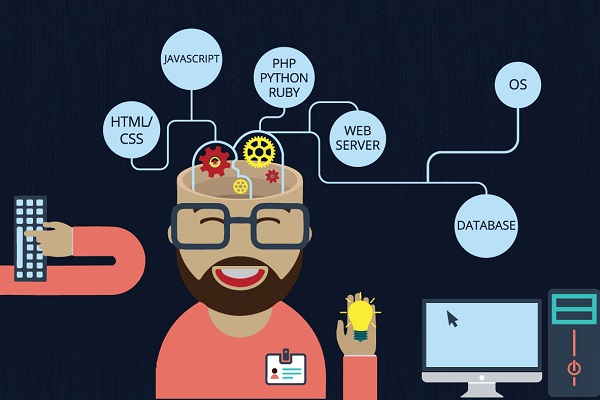 JAVASCRIPT
PHP
PYTHON
RUBY
OS
HTML/
CSS
WEB
SERVER
DATABASE